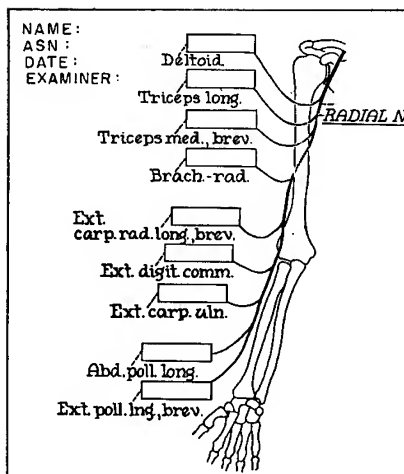 NAME:
ASN:
DATE:
EXAMINER:
Deltoid.
Triceps long.
RADIAL N
Triceps med., brev.
Brach.-rad.
Ext.
carp. rad. long., brev.
Ext. digit. comm.
Ext. carp. uln.
Abd. poll. long.
Ext. poll. lng., brev.